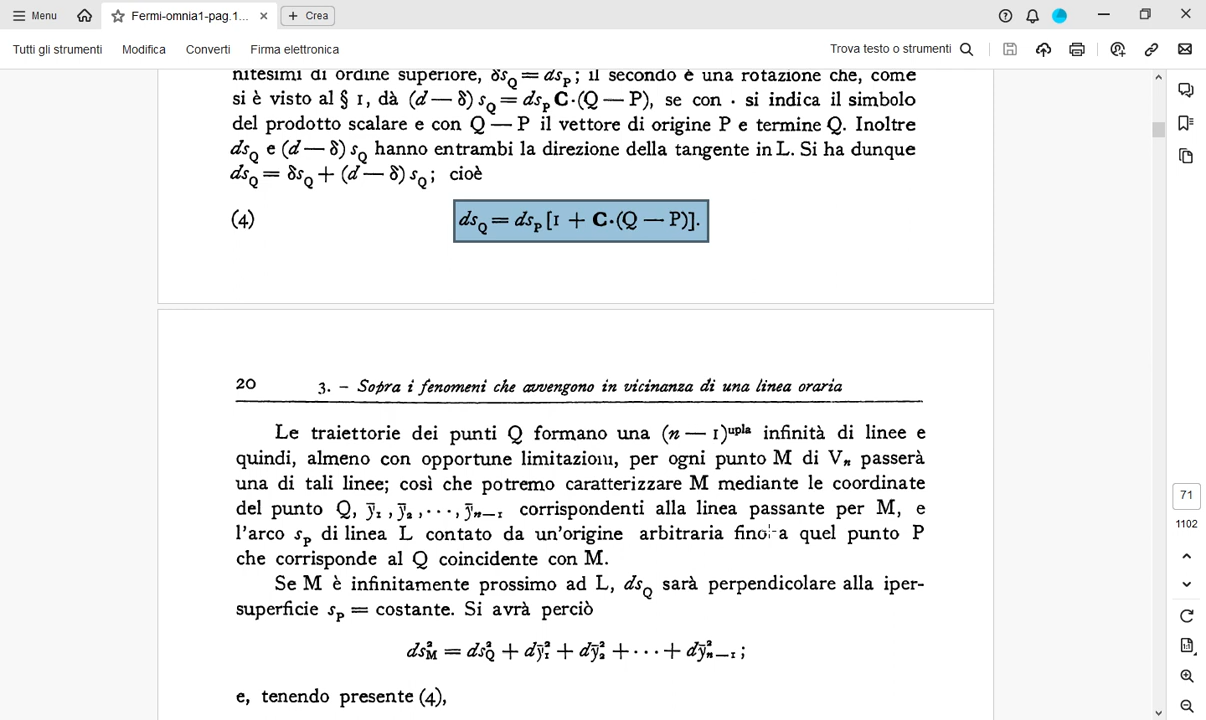 Menu
Fermi-omnia1-pag.1...
Crea
Tutti gli strumenti
Modifica
Converti
Firma elettronica
Trova testo o strumenti
nitesimi di ordine superiore, δs_Q = ds_P ; il secondo è una rotazione che, come
si è visto al § 1, dà (d — δ) s_Q = ds_P C·(Q — P), se con · si indica il simbolo
del prodotto scalare e con Q — P il vettore di origine P e termine Q. Inoltre
ds_Q e (d — δ) s_Q hanno entrambi la direzione della tangente in L. Si ha dunque
ds_Q = δs_Q + (d — δ) s_Q ; cioè
(4) ds_Q = ds_P [1 + C·(Q — P)].
20 3. – Sopra i fenomeni che avvengono in vicinanza di una linea oraria
Le traiettorie dei punti Q formano una (n — 1)^upla infinità di linee e
quindi, almeno con opportune limitazioni, per ogni punto M di V_n passerà
una di tali linee; così che potremo caratterizzare M mediante le coordinate
del punto Q, ȳ_1 , ȳ_2 , · · · , ȳ_n—1 corrispondenti alla linea passante per M, e
l'arco s_P di linea L contato da un'origine arbitraria fino a quel punto P
che corrisponde al Q coincidente con M.
Se M è infinitamente prossimo ad L, ds_Q sarà perpendicolare alla iper-
superficie s_P = costante. Si avrà perciò
ds²_M = ds²_Q + dȳ²_1 + dȳ²_2 + · · · + dȳ²_n—1 ;
e, tenendo presente (4),
71
1102